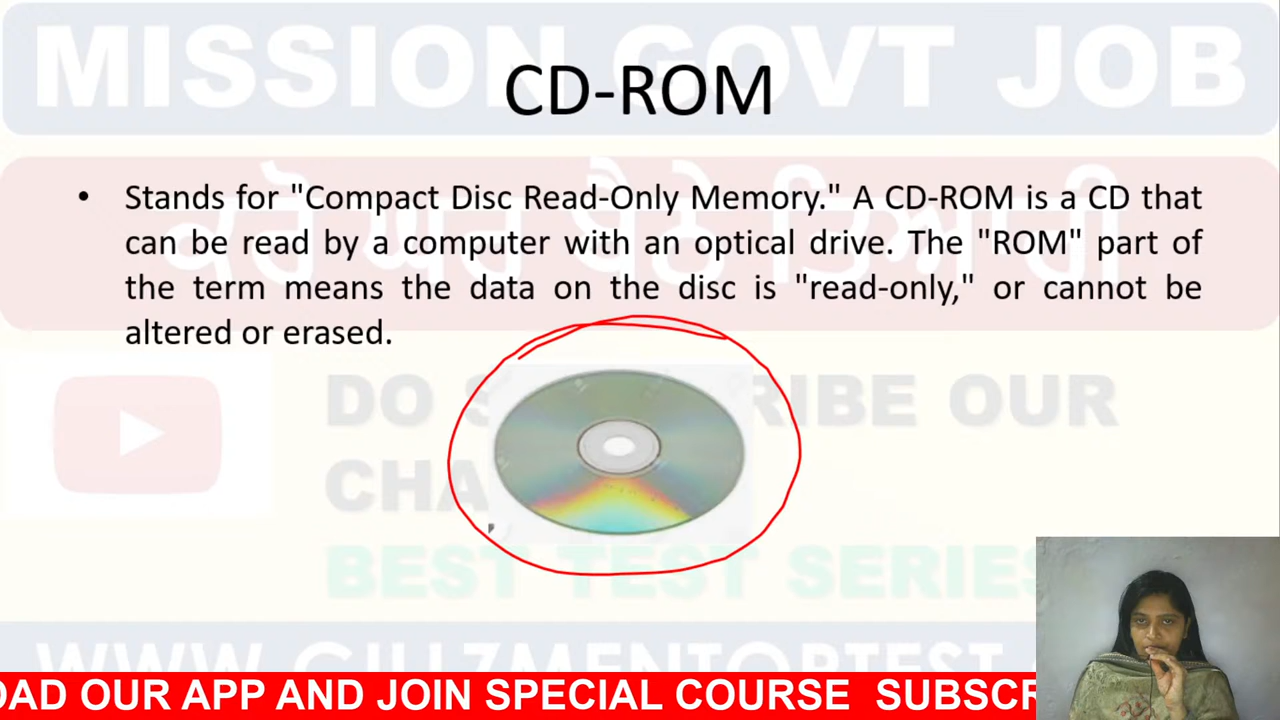 MISSION GOVT JOB
CD-ROM
• Stands for "Compact Disc Read-Only Memory." A CD-ROM is a CD that
can be read by a computer with an optical drive. The "ROM" part of
the term means the data on the disc is "read-only," or cannot be
altered or erased.
DO S RIBE OUR
CHA
BEST TEST SERIES
OAD OUR APP AND JOIN SPECIAL COURSE SUBSCR